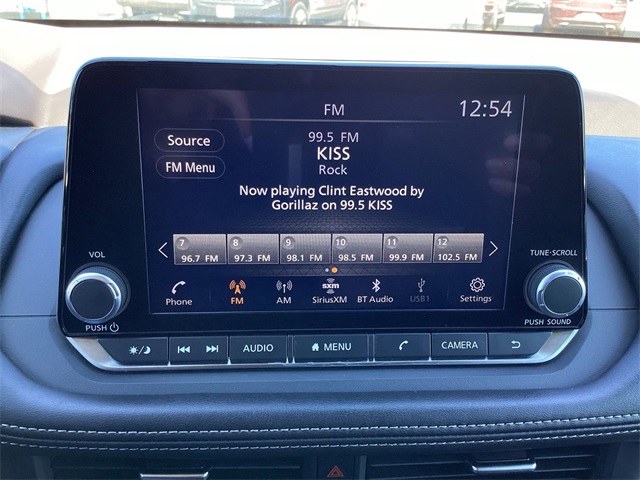 FM
12:54
Source
99.5 FM
KISS
FM Menu
Rock
Now playing Clint Eastwood by
Gorillaz on 99.5 KISS
7 8 9 10 11 12
96.7 FM 97.3 FM 98.1 FM 98.5 FM 99.9 FM 102.5 FM
VOL
TUNE·SCROLL
sxm
Phone FM AM SiriusXM BT Audio USB1 Settings
PUSH
PUSH SOUND
AUDIO MENU CAMERA